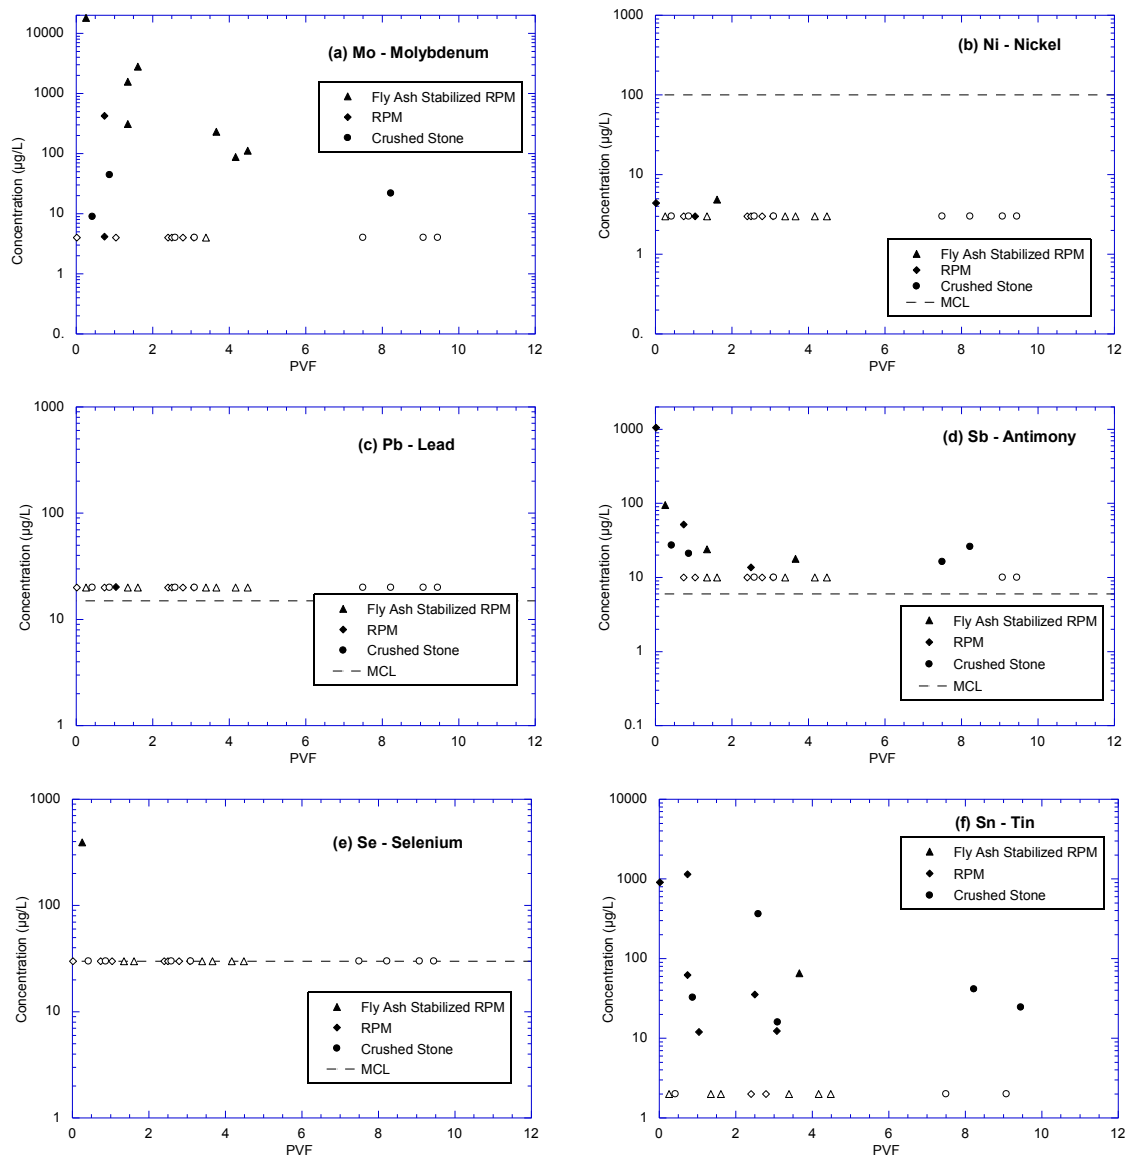 (a) Mo - Molybdenum
Concentration (µg/L)
10000
1000
100
10
1
0.
Fly Ash Stabilized RPM
RPM
Crushed Stone
0 2 4 6 8 10 12
PVF
(b) Ni - Nickel
Concentration (µg/L)
1000
100
10
1
0.
Fly Ash Stabilized RPM
RPM
Crushed Stone
MCL
0 2 4 6 8 10 12
PVF
(c) Pb - Lead
Concentration (µg/L)
1000
100
10
1
Fly Ash Stabilized RPM
RPM
Crushed Stone
MCL
0 2 4 6 8 10 12
PVF
(d) Sb - Antimony
Concentration (µg/L)
1000
100
10
1
0.1
Fly Ash Stabilized RPM
RPM
Crushed Stone
MCL
0 2 4 6 8 10 12
PVF
(e) Se - Selenium
Concentration (µg/L)
1000
100
10
1
Fly Ash Stabilized RPM
RPM
Crushed Stone
MCL
0 2 4 6 8 10 12
PVF
(f) Sn - Tin
Concentration (µg/L)
10000
1000
100
10
1
Fly Ash Stabilized RPM
RPM
Crushed Stone
0 2 4 6 8 10 12
PVF